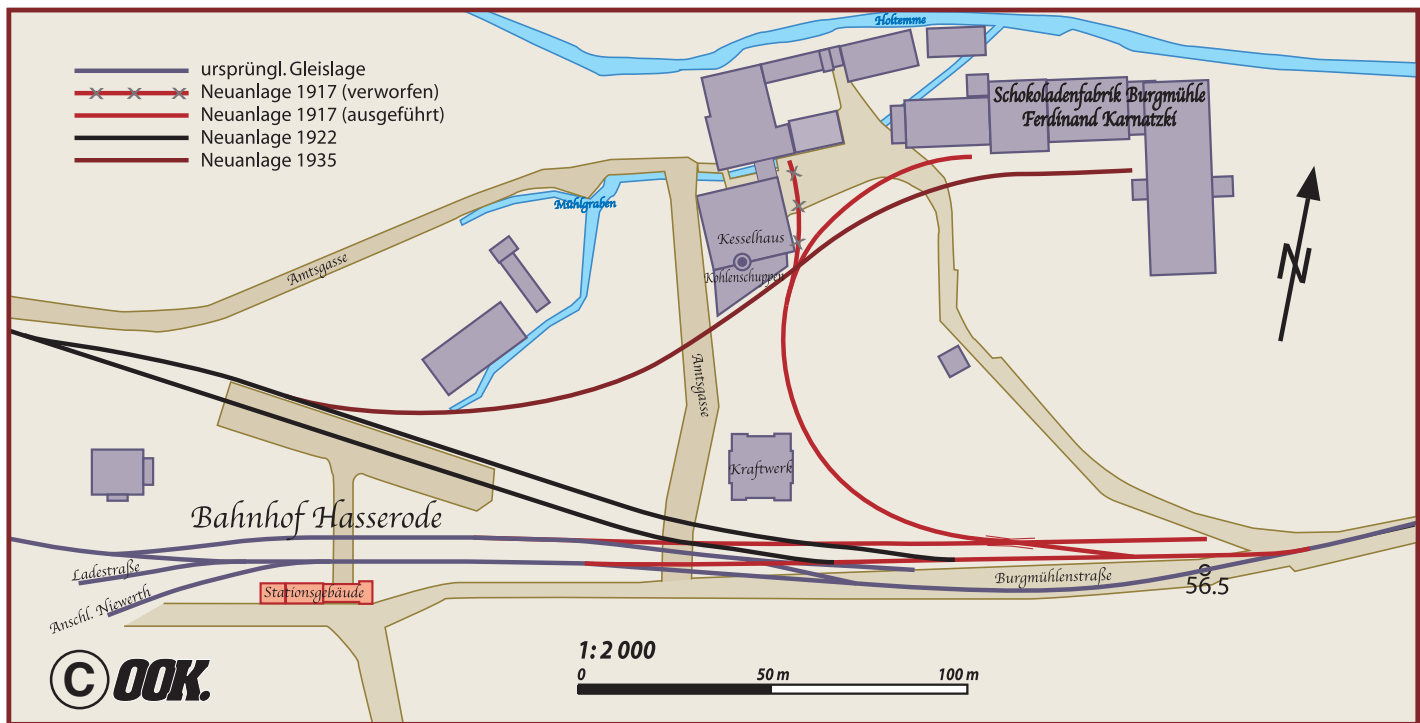 Holtemme
ursprüngl. Gleislage
Neuanlage 1917 (verworfen)
Neuanlage 1917 (ausgeführt)
Neuanlage 1922
Neuanlage 1935
Schokoladenfabrik Burgmühle
Ferdinand Karnatzki
Mühlgraben
Amtsgasse
Kesselhaus
Kohlenschuppen
N
Amtsgasse
Kraftwerk
Bahnhof Hasserode
Ladestraße
Anschl. Niewerth
Stationsgebäude
Burgmühlenstraße
56.5
1: 2 000
0 50 m 100 m
© OOK.